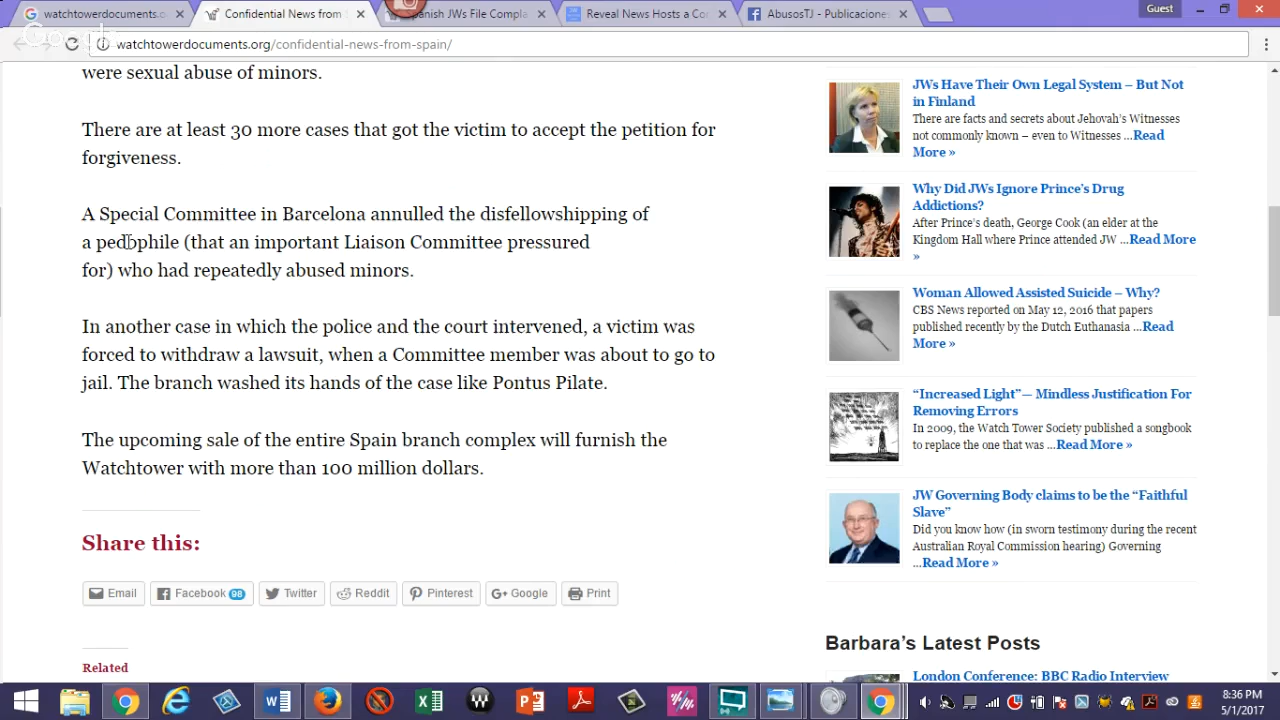 watchtowerdocuments.o
Confidential News from
panish JWs File Comple
Reveal News Hosts a Co
AbusosTJ - Publicacione
Guest
watchtowerdocuments.org/confidential-news-from-spain/
were sexual abuse of minors.
There are at least 30 more cases that got the victim to accept the petition for
forgiveness.
A Special Committee in Barcelona annulled the disfellowshipping of
a pedophile (that an important Liaison Committee pressured
for) who had repeatedly abused minors.
In another case in which the police and the court intervened, a victim was
forced to withdraw a lawsuit, when a Committee member was about to go to
jail. The branch washed its hands of the case like Pontus Pilate.
The upcoming sale of the entire Spain branch complex will furnish the
Watchtower with more than 100 million dollars.
Share this:
Email
Facebook 98
Twitter
Reddit
Pinterest
G+ Google
Print
Related
JWs Have Their Own Legal System – But Not
in Finland
There are facts and secrets about Jehovah's Witnesses
not commonly known – even to Witnesses ...Read
More »
Why Did JWs Ignore Prince's Drug
Addictions?
After Prince's death, George Cook (an elder at the
Kingdom Hall where Prince attended JW ...Read More
»
Woman Allowed Assisted Suicide – Why?
CBS News reported on May 12, 2016 that papers
published recently by the Dutch Euthanasia ...Read
More »
“Increased Light”— Mindless Justification For
Removing Errors
In 2009, the Watch Tower Society published a songbook
to replace the one that was ...Read More »
JW Governing Body claims to be the “Faithful
Slave”
Did you know how (in sworn testimony during the recent
Australian Royal Commission hearing) Governing
...Read More »
Barbara's Latest Posts
London Conference: BBC Radio Interview
8:36 PM
5/1/2017